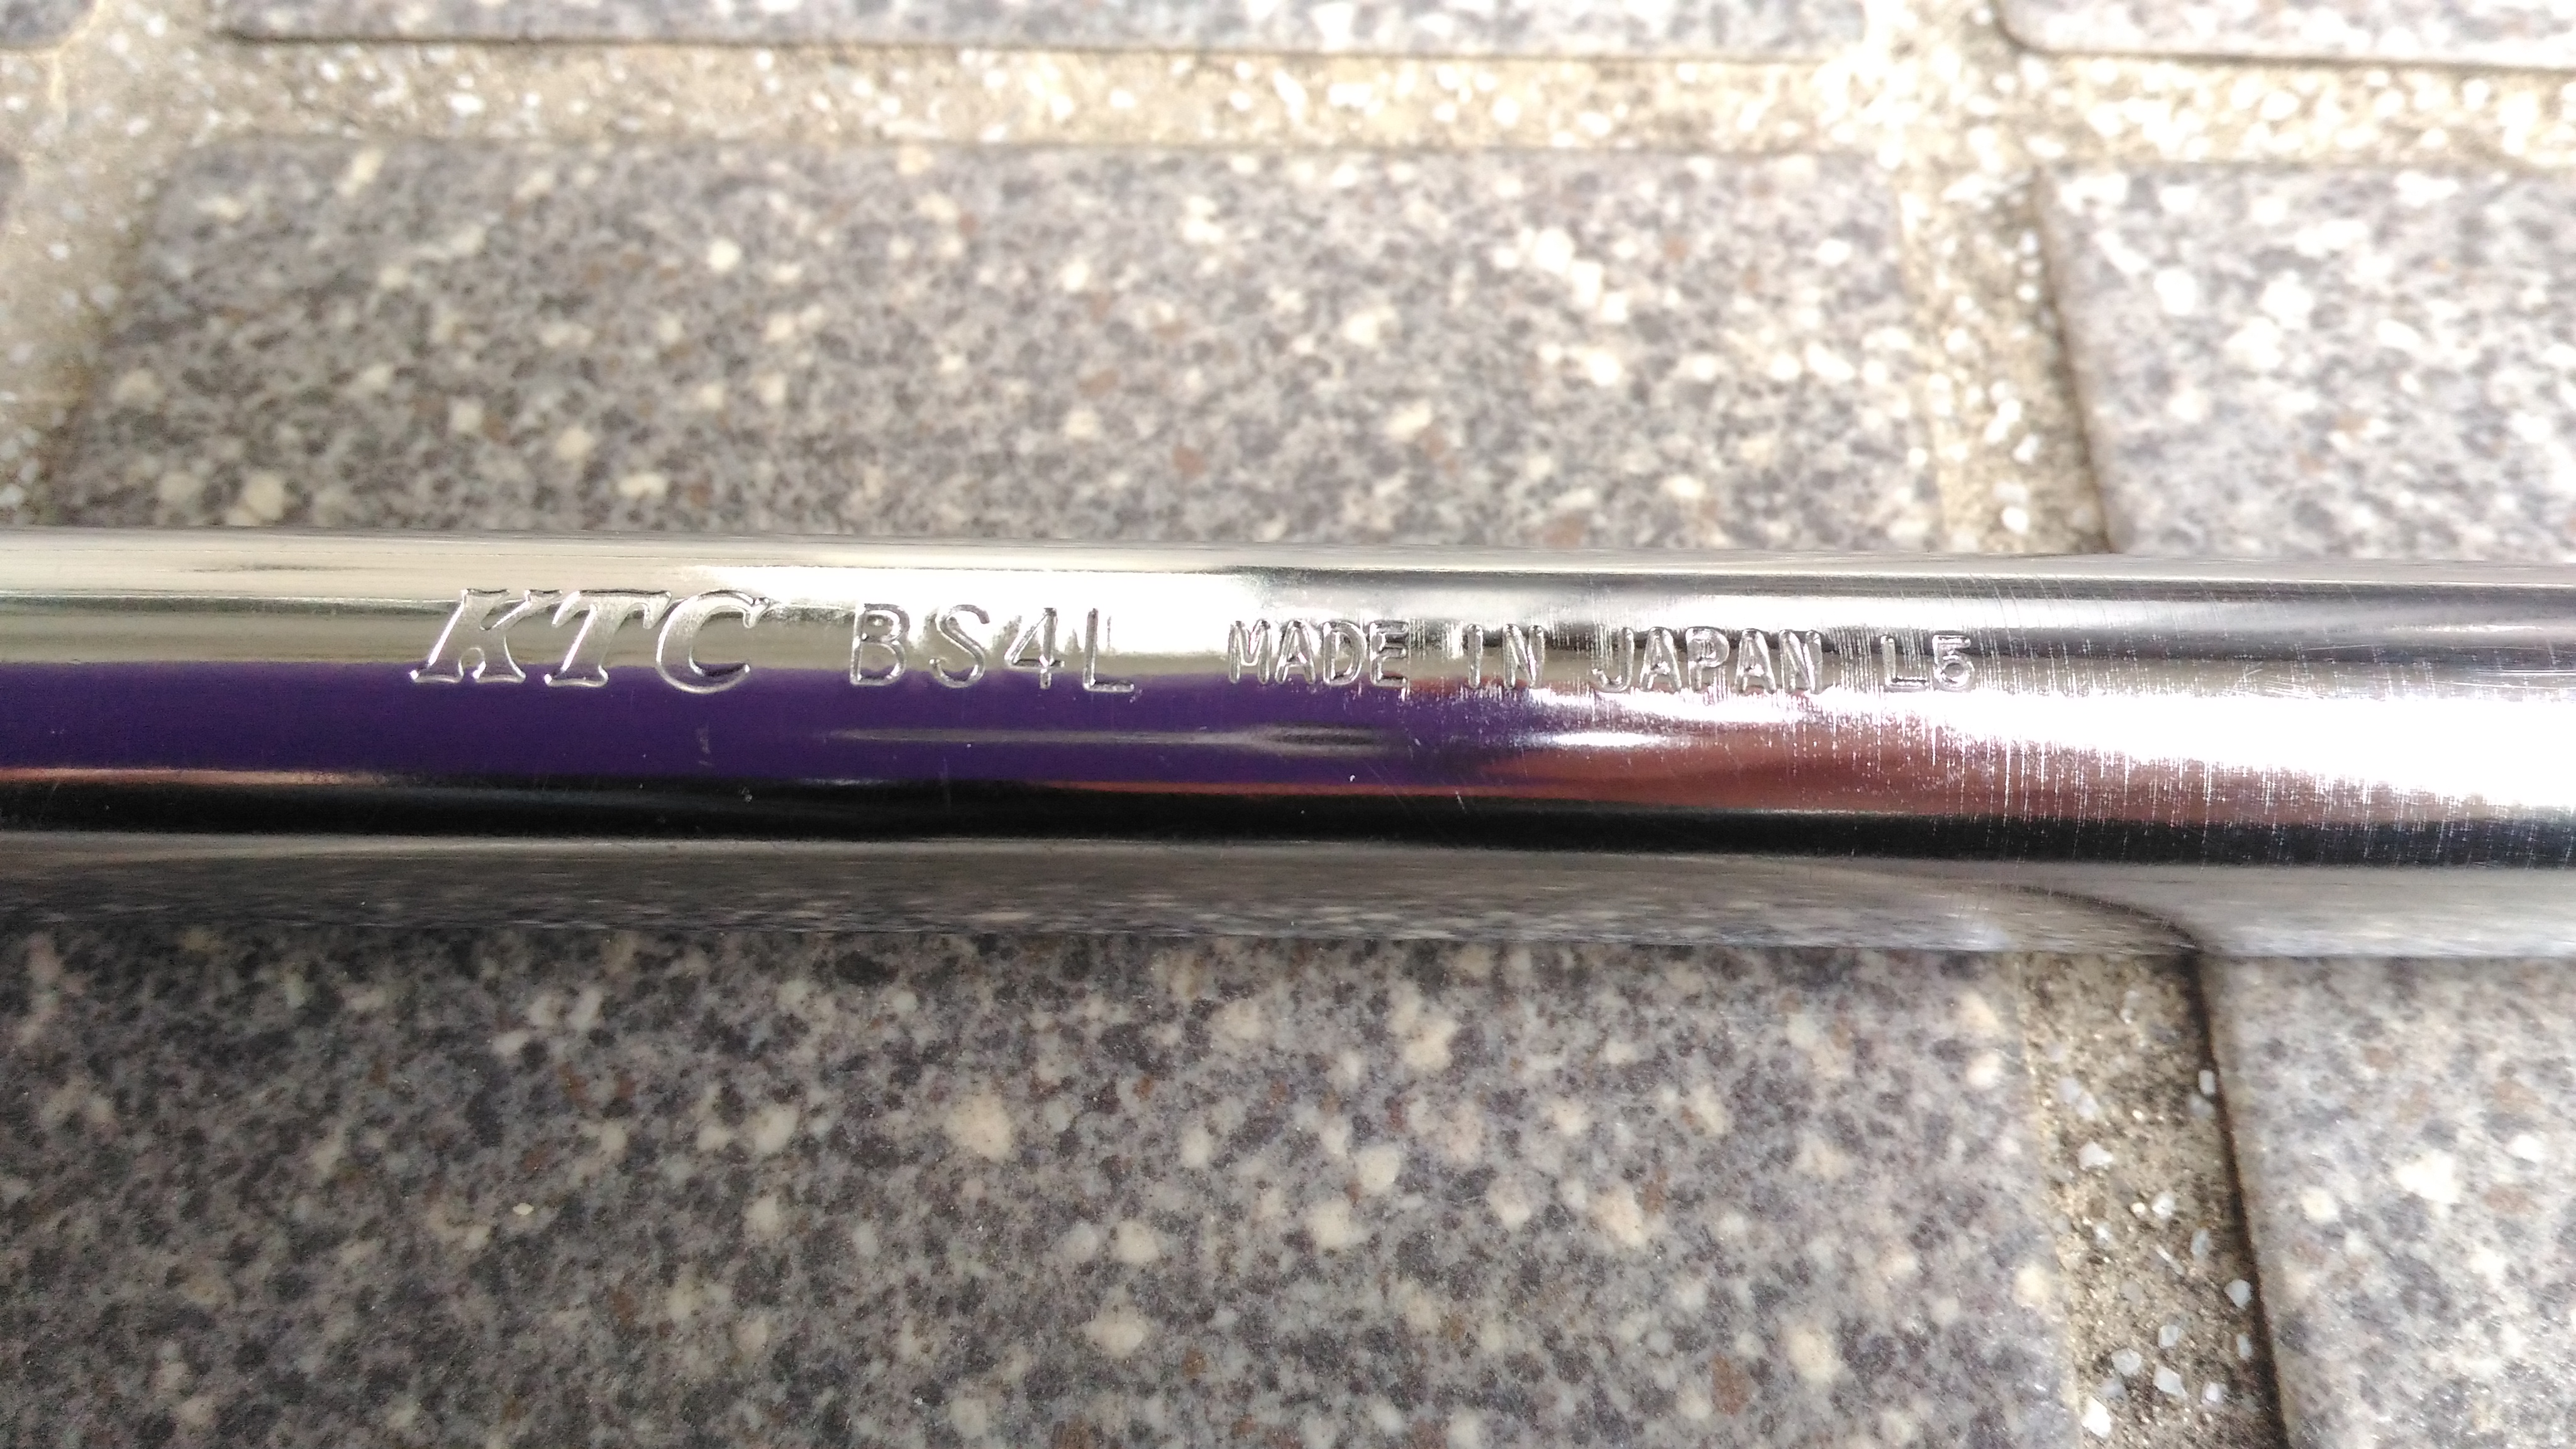 KTC BS4L MADE IN JAPAN L5